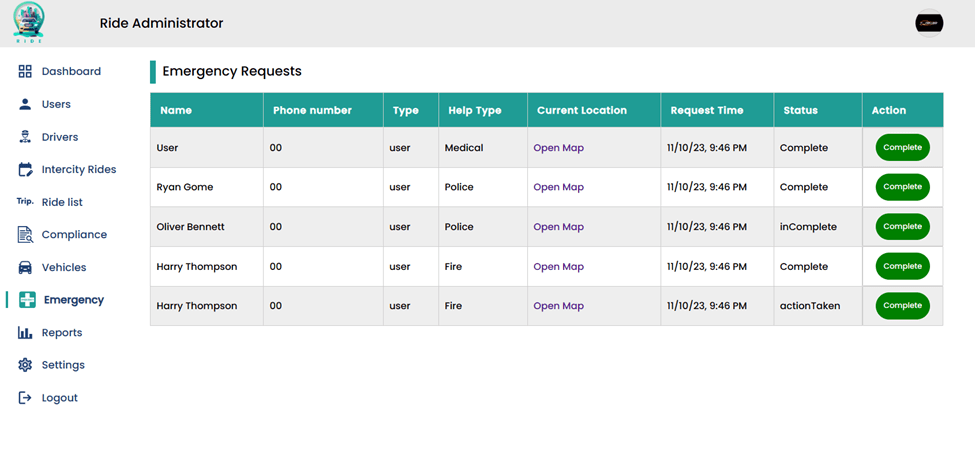 Ride Administrator
RIDE
Dashboard
Users
Drivers
Intercity Rides
Trip. Ride list
Compliance
Vehicles
Emergency
Reports
Settings
Logout
Emergency Requests
Name Phone number Type Help Type Current Location Request Time Status Action
User 00 user Medical Open Map 11/10/23, 9:46 PM Complete Complete
Ryan Gome 00 user Police Open Map 11/10/23, 9:46 PM Complete Complete
Oliver Bennett 00 user Police Open Map 11/10/23, 9:46 PM inComplete Complete
Harry Thompson 00 user Fire Open Map 11/10/23, 9:46 PM Complete Complete
Harry Thompson 00 user Fire Open Map 11/10/23, 9:46 PM actionTaken Complete